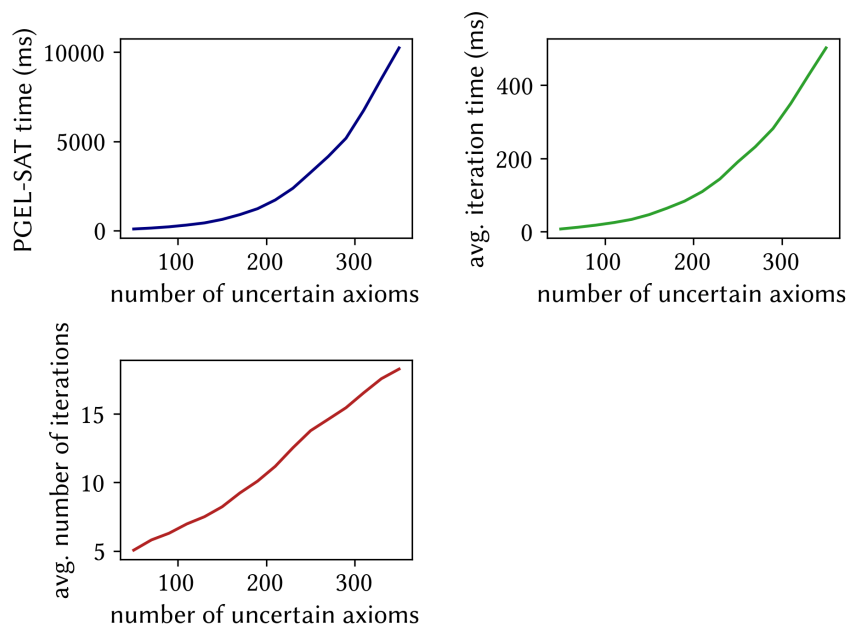 PGEL-SAT time (ms)
10000
5000
0
100 200 300
number of uncertain axioms
avg. iteration time (ms)
400
200
0
100 200 300
number of uncertain axioms
avg. number of iterations
15
10
5
100 200 300
number of uncertain axioms